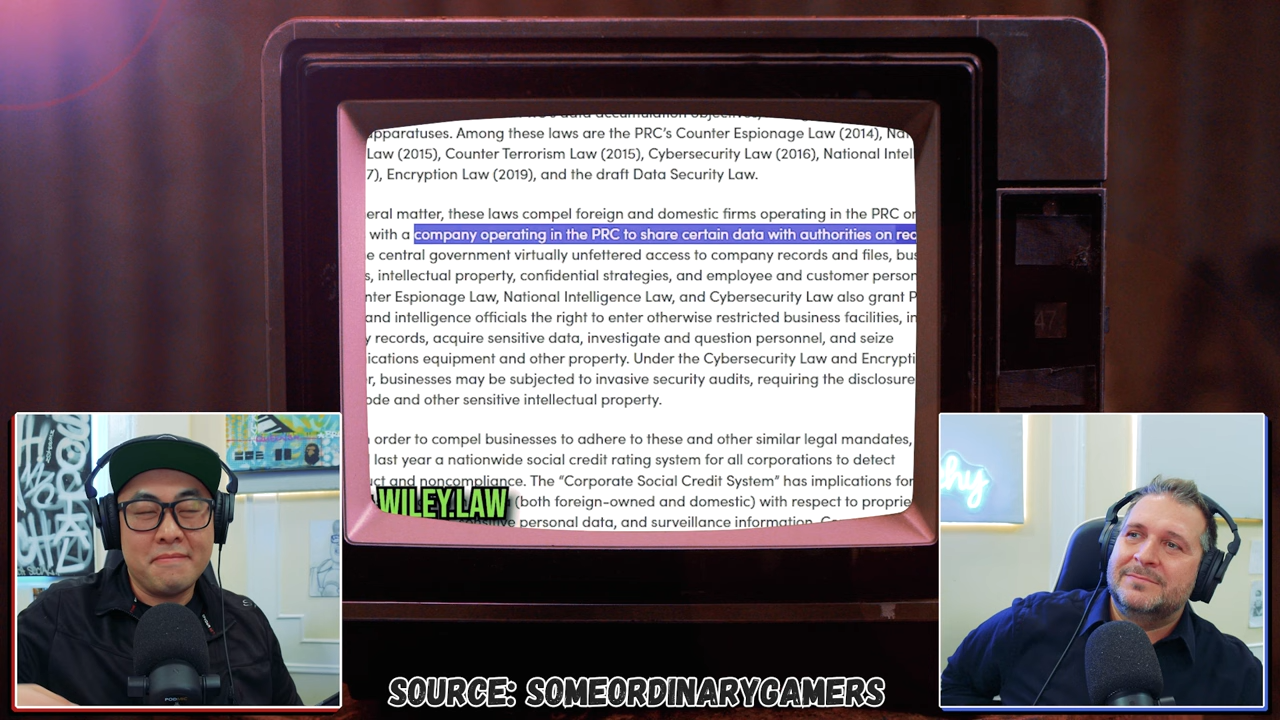 apparatuses. Among these laws are the PRC's Counter Espionage Law (2014),
Law (2015), Counter Terrorism Law (2015), Cybersecurity Law (2016), National Intel
7), Encryption Law (2019), and the draft Data Security Law.
eral matter, these laws compel foreign and domestic firms operating in the PRC or
with a company operating in the PRC to share certain data with authorities on req
e central government virtually unfettered access to company records and files, bus
s, intellectual property, confidential strategies, and employee and customer person
nter Espionage Law, National Intelligence Law, and Cybersecurity Law also grant P
and intelligence officials the right to enter otherwise restricted business facilities, in
y records, acquire sensitive data, investigate and question personnel, and seize
ications equipment and other property. Under the Cybersecurity Law and Encrypti
r, businesses may be subjected to invasive security audits, requiring the disclosure
ode and other sensitive intellectual property.
order to compel businesses to adhere to these and other similar legal mandates,
last year a nationwide social credit rating system for all corporations to detect
uct and noncompliance. The "Corporate Social Credit System" has implications for
WILEY.LAW (both foreign-owned and domestic) with respect to proprie
personal data, and surveillance information.
47
hy
SOURCE: SOMEORDINARYGAMERS